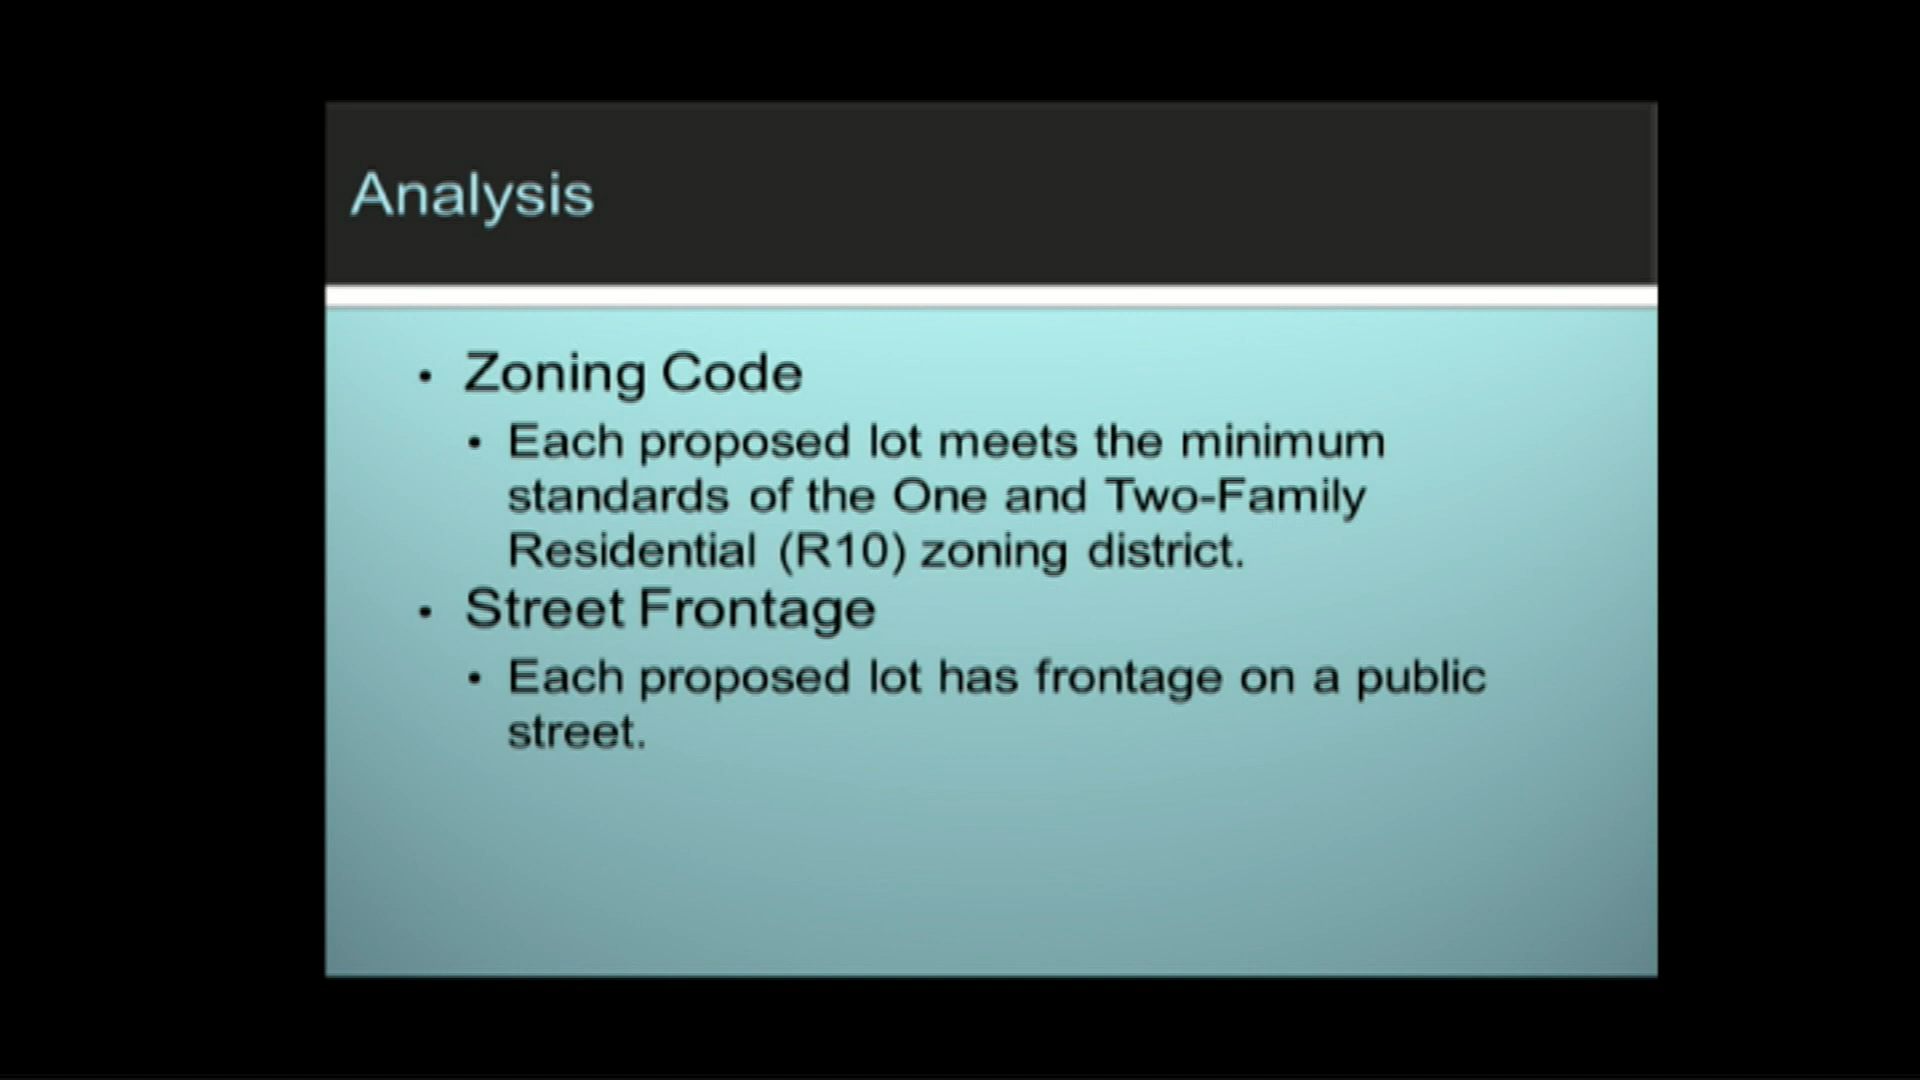 Analysis
• Zoning Code
• Each proposed lot meets the minimum
standards of the One and Two-Family
Residential (R10) zoning district.
• Street Frontage
• Each proposed lot has frontage on a public
street.